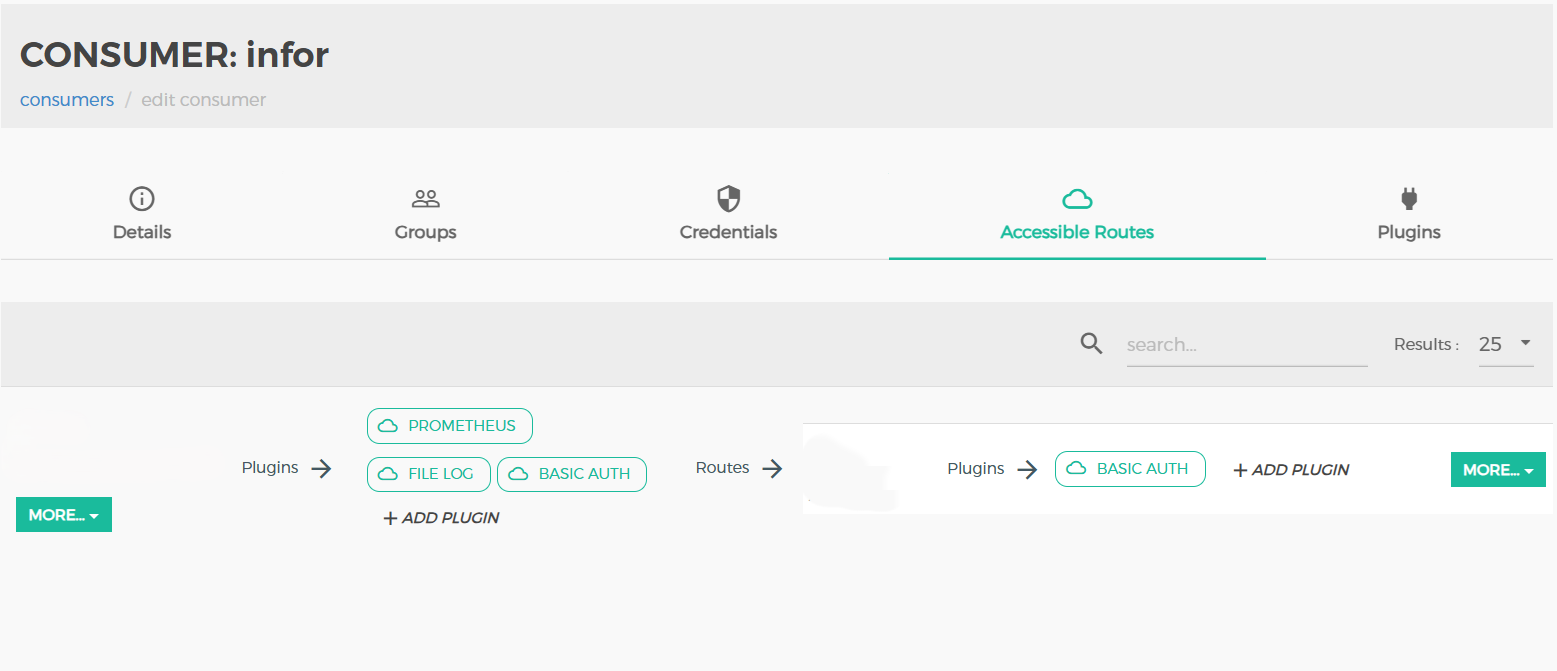 CONSUMER: infor
consumers / edit consumer
Details Groups Credentials Accessible Routes Plugins
search... Results : 25
PROMETHEUS
Plugins FILE LOG BASIC AUTH Routes Plugins BASIC AUTH + ADD PLUGIN MORE...
MORE... + ADD PLUGIN